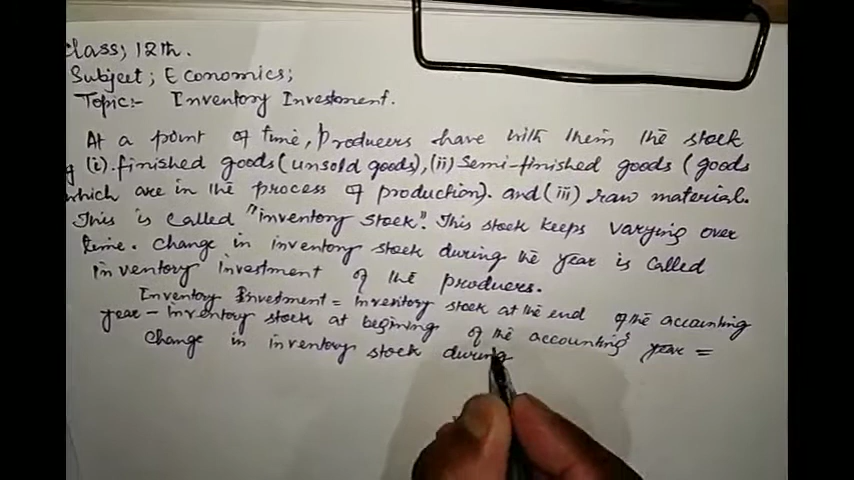 Class; 12th.
Subject; Economics;
Topic:- Inventory Investment.
At a point of time, producers have with them the stock
of (i). finished goods (unsold goods), (ii) Semi-finished goods (goods
which are in the process of production). and (iii) raw material.
This is called "inventory stock". This stock keeps varying over
time. change in inventory stock during the year is called
inventory investment of the producers.
Inventory Investment = inventory stock at the end of the accounting
year - inventory stock at begining of the accounting year =
change in inventory stock during